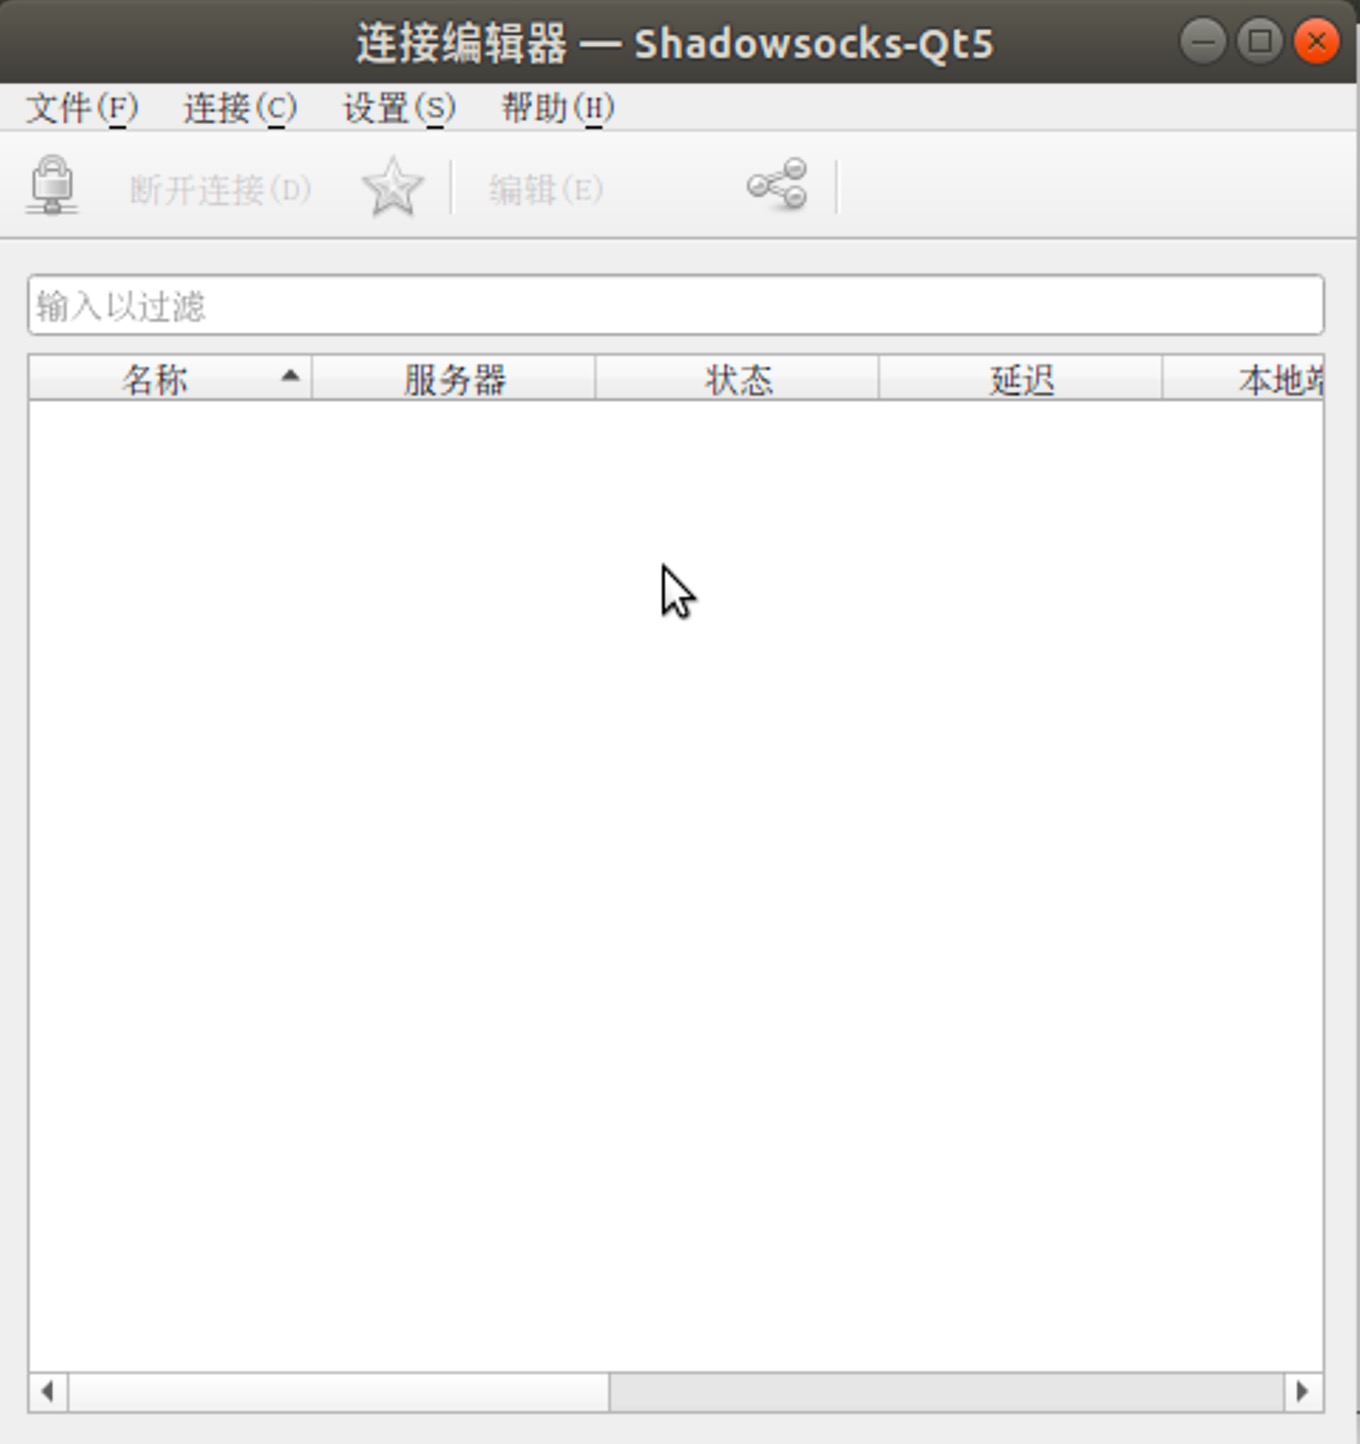 连接编辑器 — Shadowsocks-Qt5
文件(F) 连接(C) 设置(S) 帮助(H)
断开连接(D) 编辑(E)
输入以过滤
名称 服务器 状态 延迟 本地